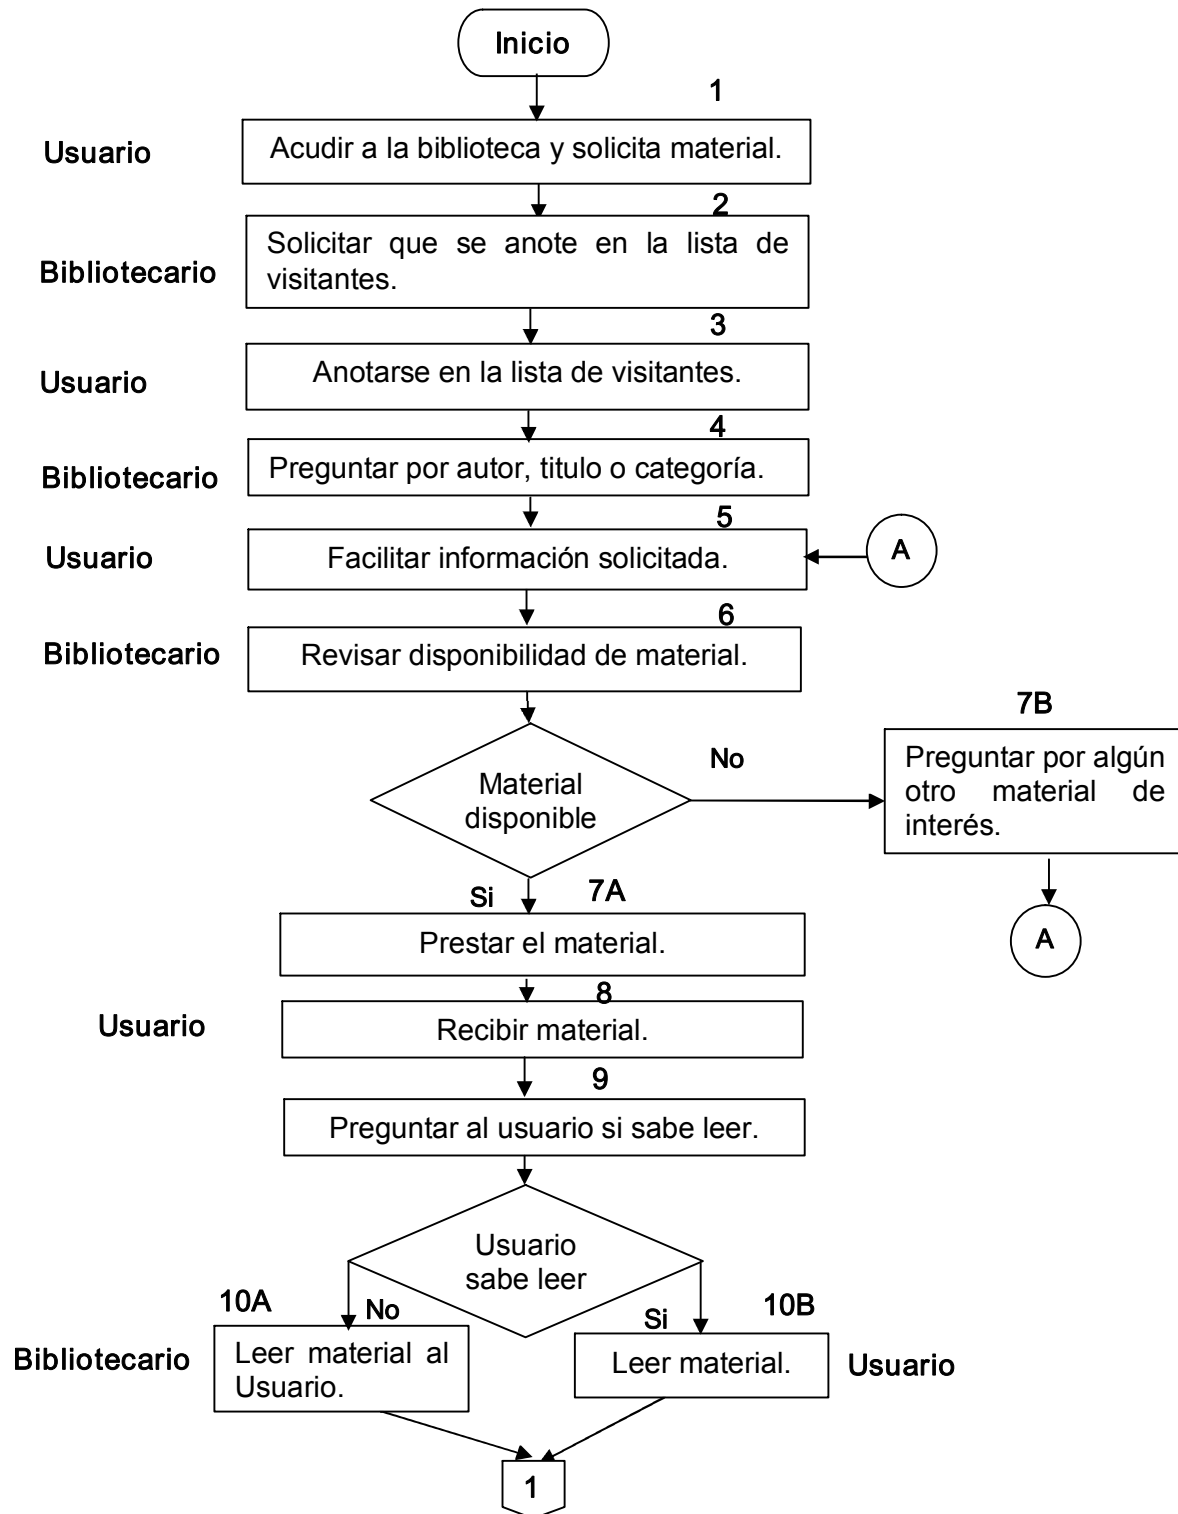 Inicio
1
Usuario
Acudir a la biblioteca y solicita material.
2
Bibliotecario
Solicitar que se anote en la lista de
visitantes.
3
Usuario
Anotarse en la lista de visitantes.
4
Bibliotecario
Preguntar por autor, titulo o categoría.
5
Usuario
Facilitar información solicitada.
A
6
Bibliotecario
Revisar disponibilidad de material.
Material
disponible
No
7B
Preguntar por algún
otro material de
interés.
A
Si
7A
Prestar el material.
8
Usuario
Recibir material.
9
Preguntar al usuario si sabe leer.
Usuario
sabe leer
10A
No
Bibliotecario
Leer material al
Usuario.
Si
10B
Leer material.
Usuario
1